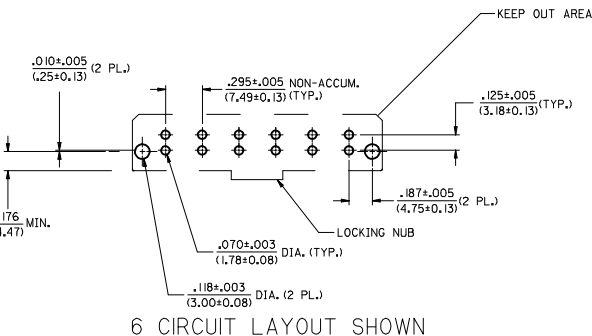 KEEP OUT AREA
.010±.005 (2 PL.)
(.25±0.13)
.295±.005 NON-ACCUM.
(7.49±0.13) (TYP.)
.125±.005 (TYP.)
(3.18±0.13)
176 MIN.
.47)
.187±.005 (2 PL.)
(4.75±0.13)
LOCKING NUB
.070±.003 DIA. (TYP.)
(1.78±0.08)
.118±.003 DIA. (2 PL.)
(3.00±0.08)
6 CIRCUIT LAYOUT SHOWN